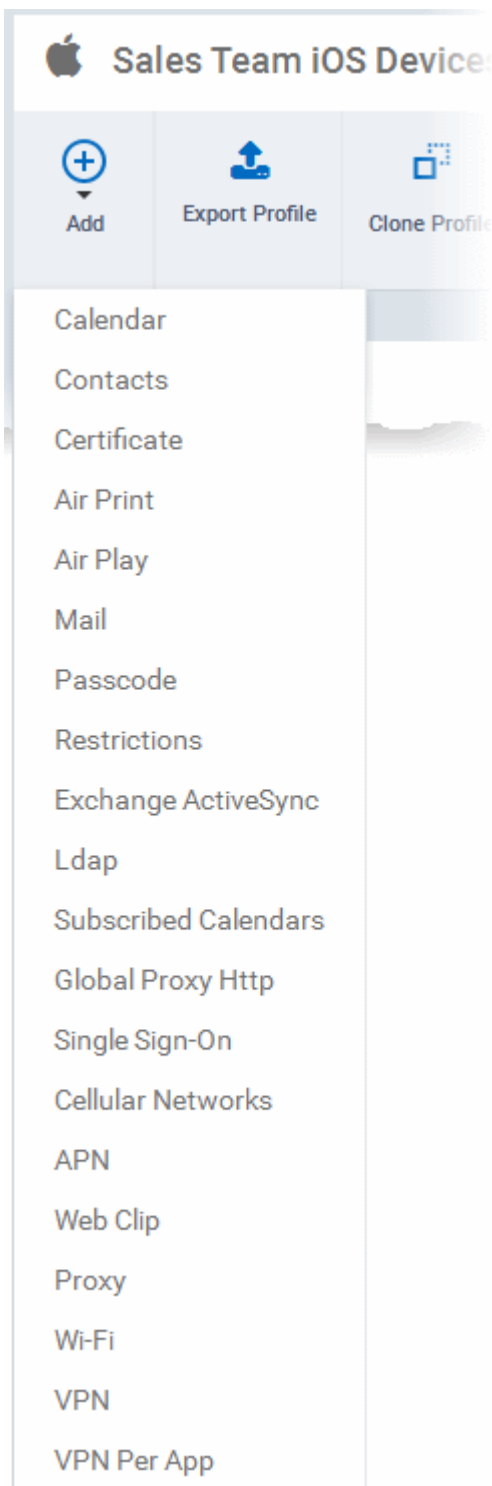 Sales Team iOS Devices
Add
Export Profile
Clone Profile
Calendar
Contacts
Certificate
Air Print
Air Play
Mail
Passcode
Restrictions
Exchange ActiveSync
Ldap
Subscribed Calendars
Global Proxy Http
Single Sign-On
Cellular Networks
APN
Web Clip
Proxy
Wi-Fi
VPN
VPN Per App